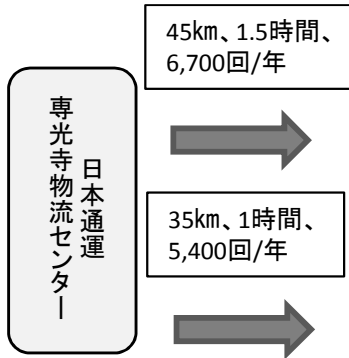 45㎞、1.5時間、
6,700回/年
日本通運
専光寺物流センター
35㎞、1時間、
5,400回/年